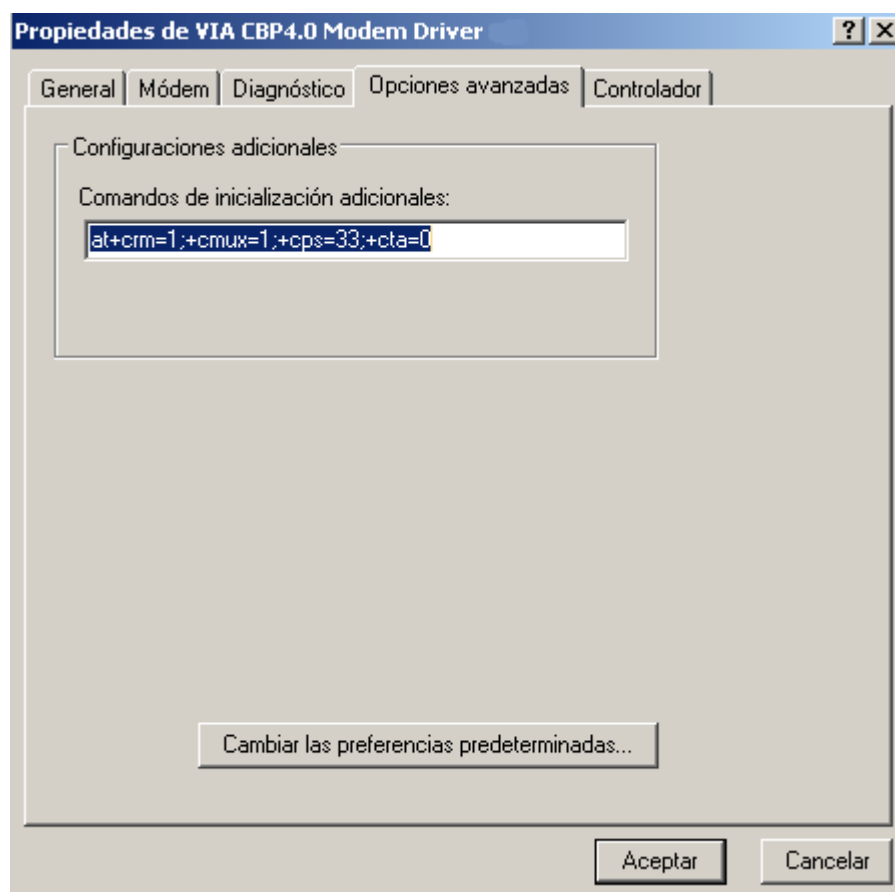 Propiedades de VIA CBP4.0 Modem Driver
General Módem Diagnóstico Opciones avanzadas Controlador
Configuraciones adicionales
Comandos de inicialización adicionales:
at+crm=1;+cmux=1;+cps=33;+cta=0
Cambiar las preferencias predeterminadas...
Aceptar Cancelar